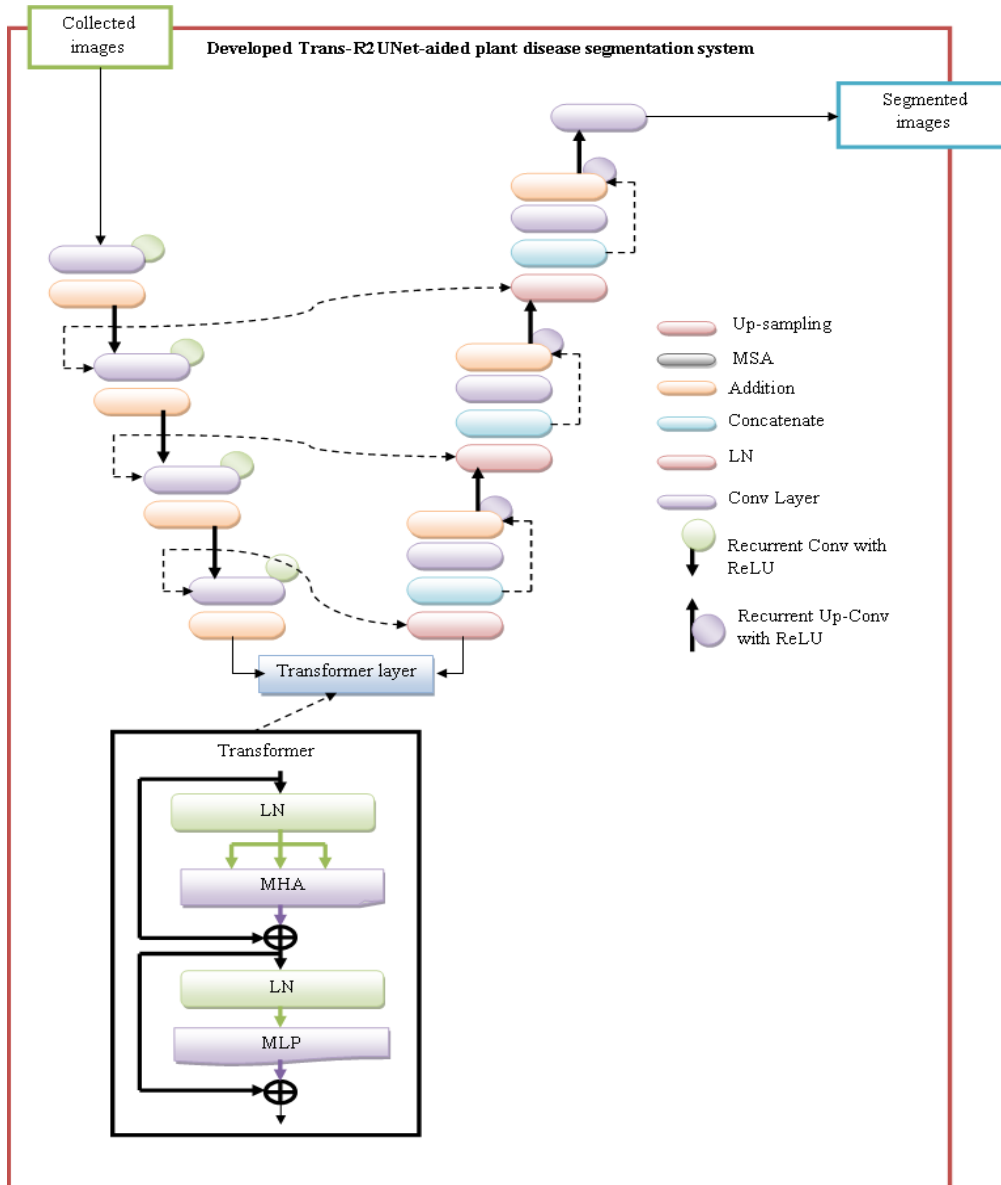 Collected
images
Developed Trans-R2UNet-aided plant disease segmentation system
Segmented
images
Up-sampling
MSA
Addition
Concatenate
LN
Conv Layer
Recurrent Conv with
ReLU
Recurrent Up-Conv
with ReLU
Transformer layer
Transformer
LN
MHA
LN
MLP